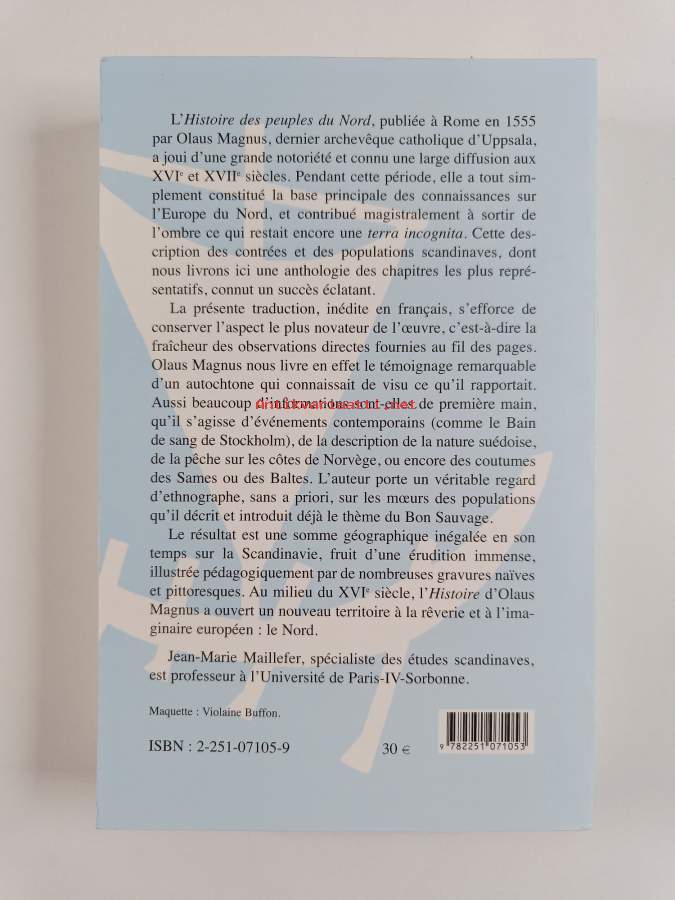 L'Histoire des peuples du Nord, publiée à Rome en 1555
par Olaus Magnus, dernier archevêque catholique d'Uppsala,
a joui d'une grande notoriété et connu une large diffusion aux
XVIe et XVIIe siècles. Pendant cette période, elle a tout sim-
plement constitué la base principale des connaissances sur
l'Europe du Nord, et contribué magistralement à sortir de
l'ombre ce qui restait encore une terra incognita. Cette des-
cription des contrées et des populations scandinaves, dont
nous livrons ici une anthologie des chapitres les plus repré-
sentatifs, connut un succès éclatant.
La présente traduction, inédite en français, s'efforce de
conserver l'aspect le plus novateur de l'œuvre, c'est-à-dire la
fraîcheur des observations directes fournies au fil des pages.
Olaus Magnus nous livre en effet le témoignage remarquable
d'un autochtone qui connaissait de visu ce qu'il rapportait.
Aussi beaucoup d'informations sont-elles de première main,
antikvariaatti.net
qu'il s'agisse d'événements contemporains (comme le Bain
de sang de Stockholm), de la description de la nature suédoise,
de la pêche sur les côtes de Norvège, ou encore des coutumes
des Sames ou des Baltes. L'auteur porte un véritable regard
d'ethnographe, sans a priori, sur les mœurs des populations
qu'il décrit et introduit déjà le thème du Bon Sauvage.
Le résultat est une somme géographique inégalée en son
temps sur la Scandinavie, fruit d'une érudition immense,
illustrée pédagogiquement par de nombreuses gravures naïves
et pittoresques. Au milieu du XVIe siècle, l'Histoire d'Olaus
Magnus a ouvert un nouveau territoire à la rêverie et à l'ima-
ginaire européen : le Nord.
Jean-Marie Maillefer, spécialiste des études scandinaves,
est professeur à l'Université de Paris-IV-Sorbonne.
Maquette : Violaine Buffon.
ISBN : 2-251-07105-9
30 €
9 782251 071053